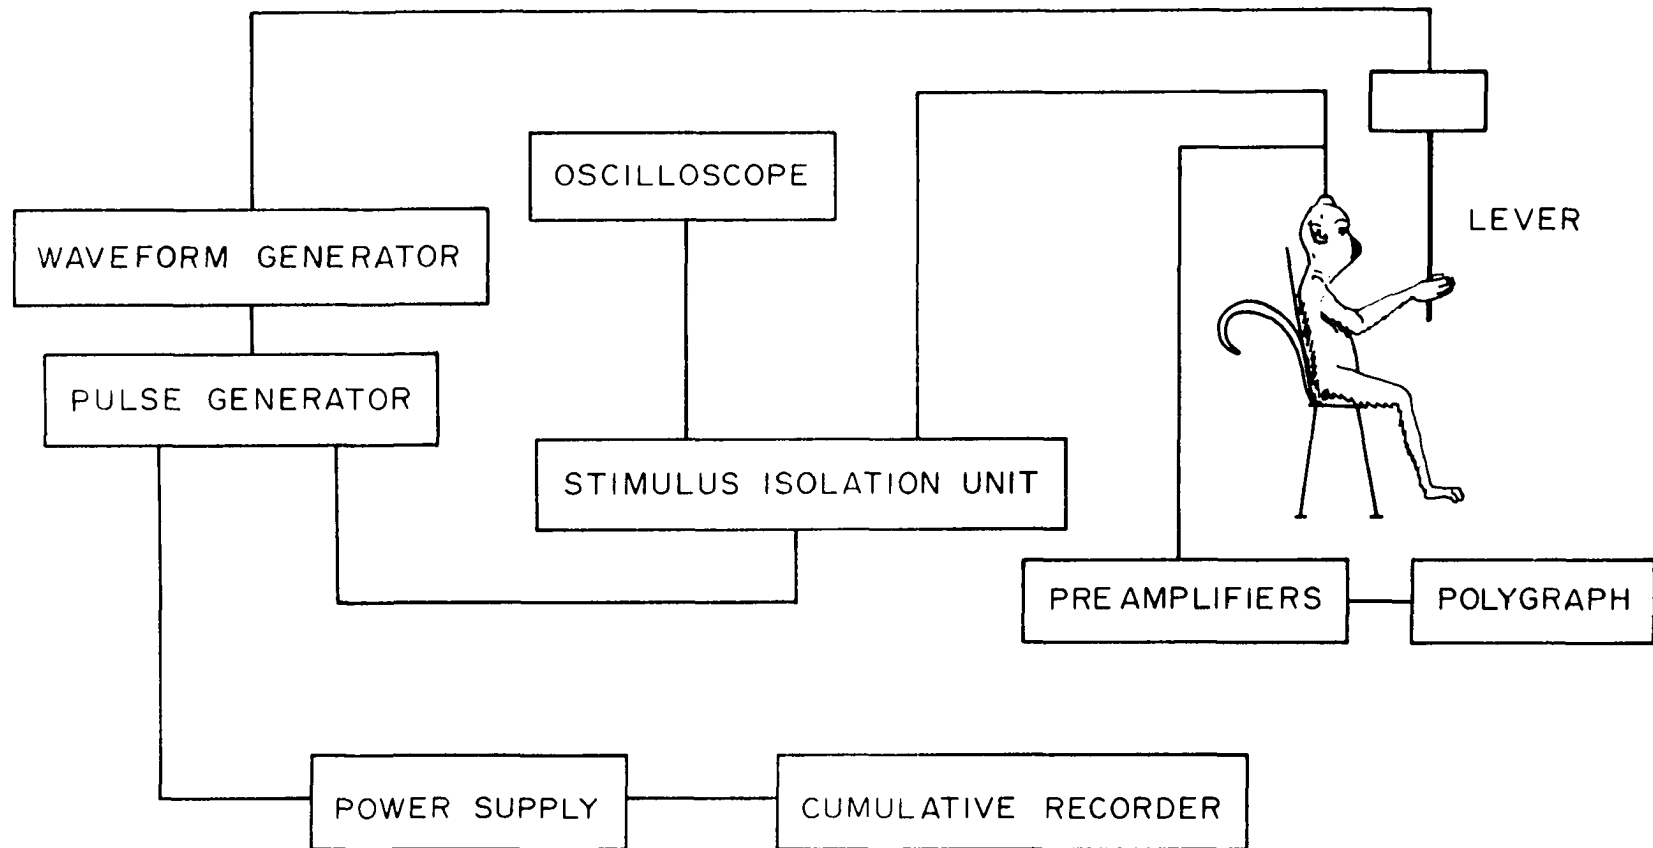 OSCILLOSCOPE
LEVER
WAVEFORM GENERATOR
PULSE GENERATOR
STIMULUS ISOLATION UNIT
PREAMPLIFIERS
POLYGRAPH
POWER SUPPLY
CUMULATIVE RECORDER